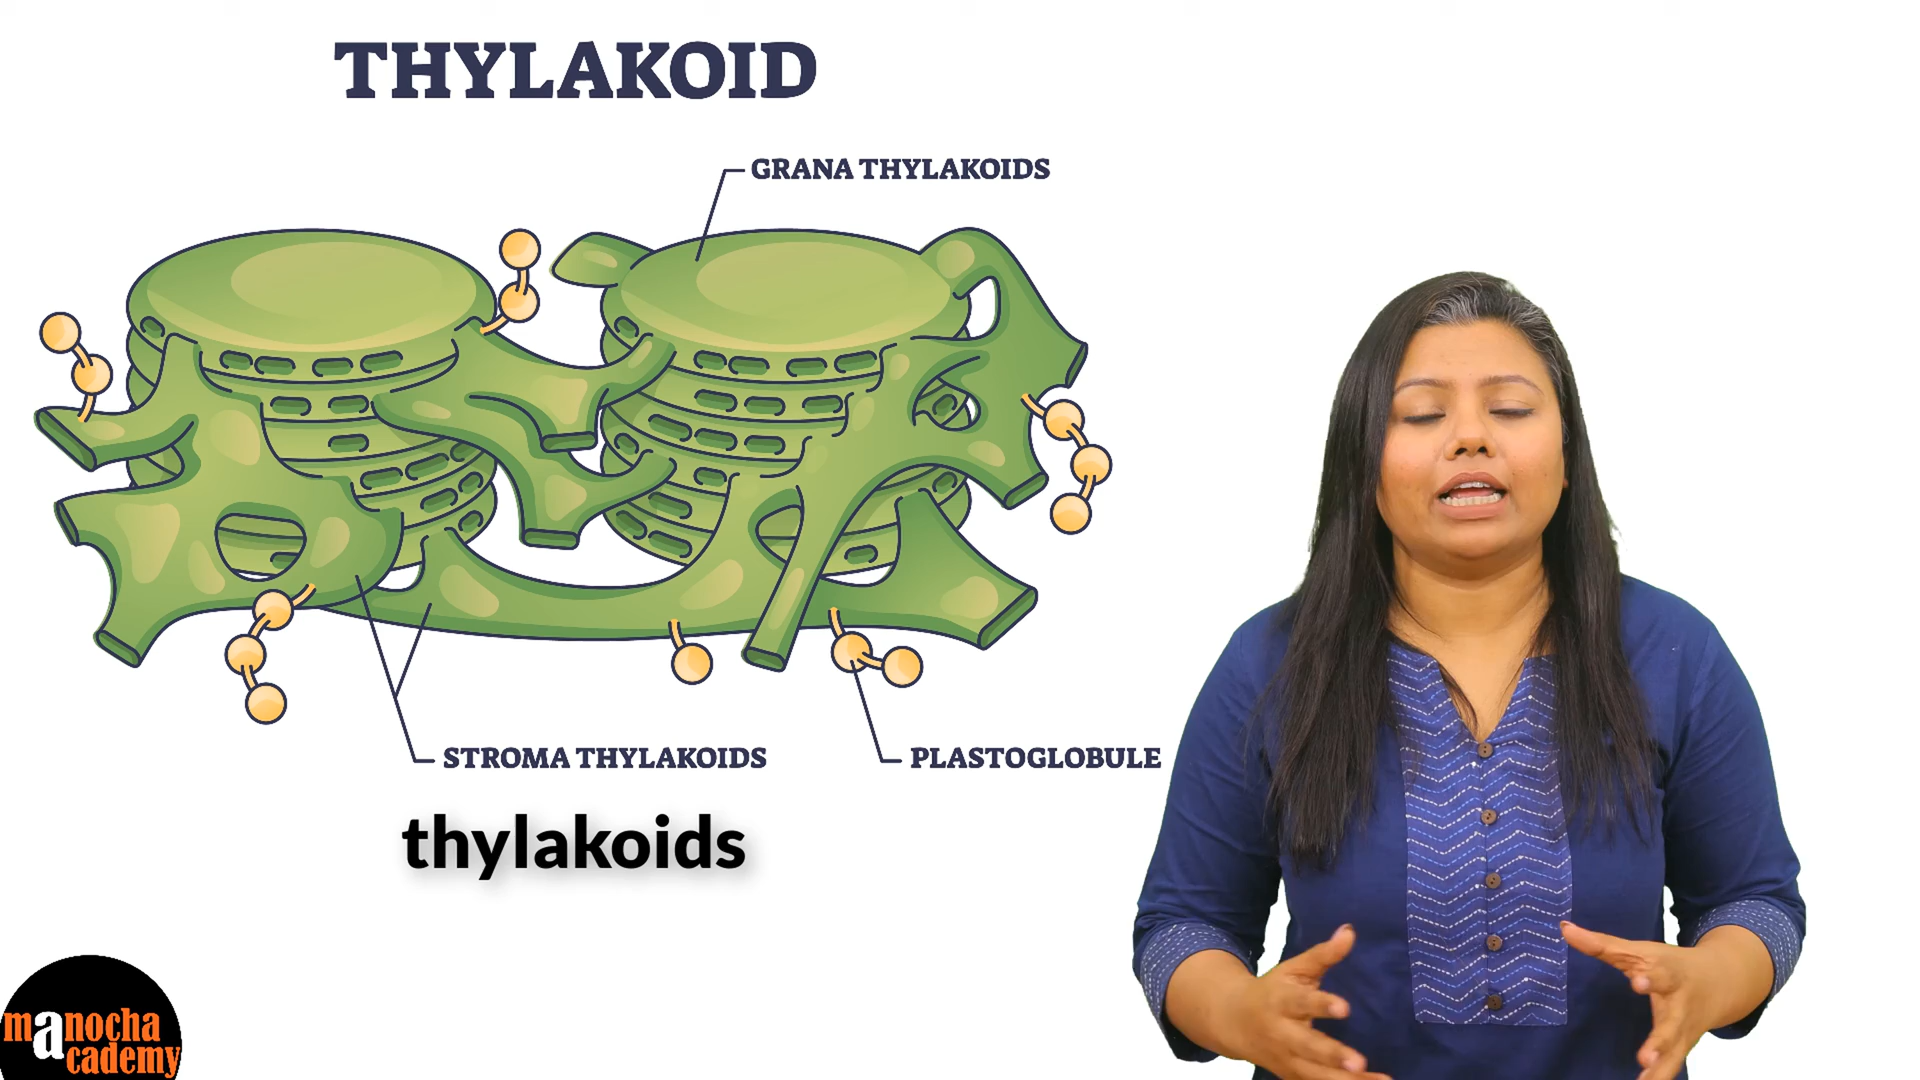 THYLAKOID
GRANA THYLAKOIDS
STROMA THYLAKOIDS
PLASTOGLOBULE
thylakoids
manocha
academy